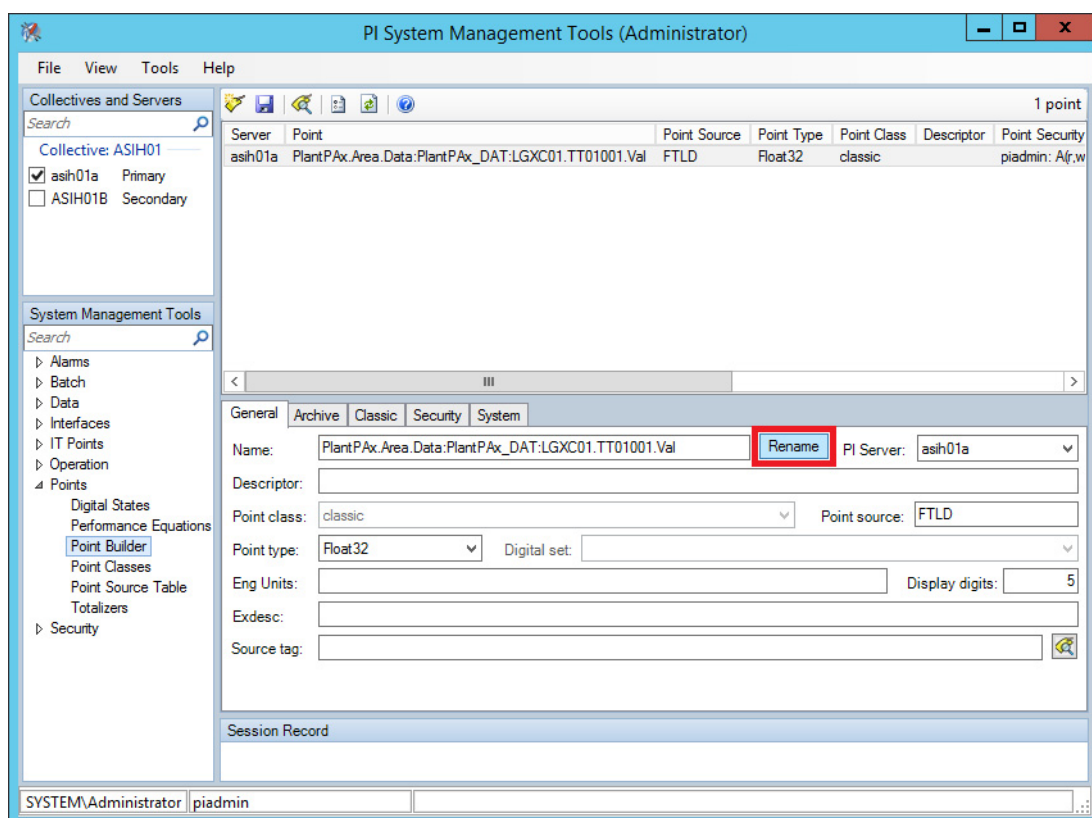 PI System Management Tools (Administrator)
File View Tools Help
Collectives and Servers
Search
Collective: ASIH01
asih01a Primary
ASIH01B Secondary
1 point
Server Point Point Source Point Type Point Class Descriptor Point Security
asih01a PlantPAx.Area.Data:PlantPAx_DAT:LGXC01.TT01001.Val FTLD Float32 classic piadmin: A(r,w
System Management Tools
Search
Alarms
Batch
Data
Interfaces
IT Points
Operation
Points
Digital States
Performance Equations
Point Builder
Point Classes
Point Source Table
Totalizers
Security
General Archive Classic Security System
Name: PlantPAx.Area.Data:PlantPAx_DAT:LGXC01.TT01001.Val Rename PI Server: asih01a
Descriptor:
Point class: classic Point source: FTLD
Point type: Float32 Digital set:
Eng Units: Display digits: 5
Exdesc:
Source tag:
Session Record
SYSTEM\Administrator piadmin